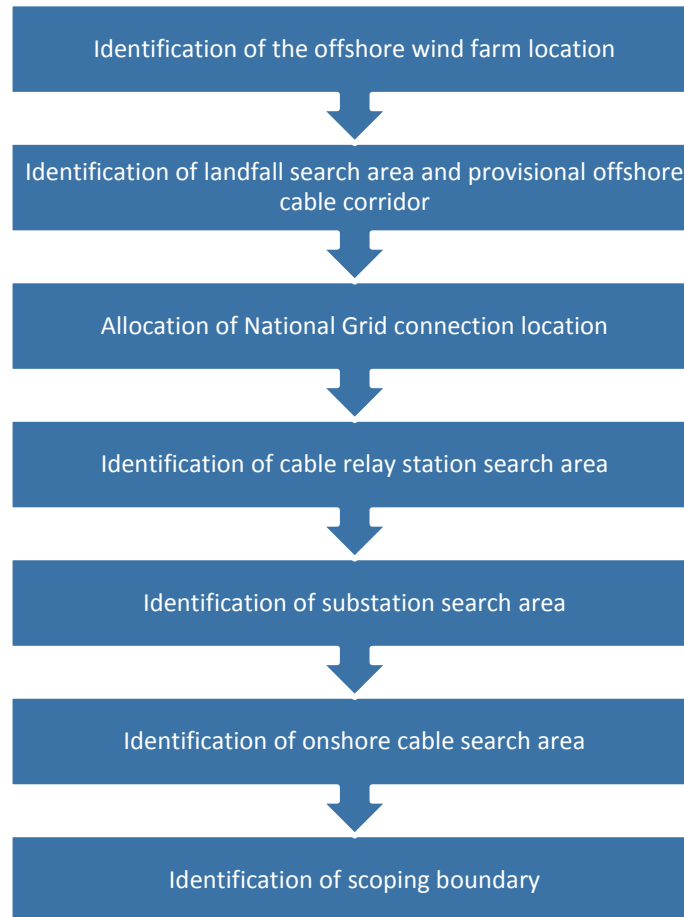 Identification of the offshore wind farm location
Identification of landfall search area and provisional offshore
cable corridor
Allocation of National Grid connection location
Identification of cable relay station search area
Identification of substation search area
Identification of onshore cable search area
Identification of scoping boundary